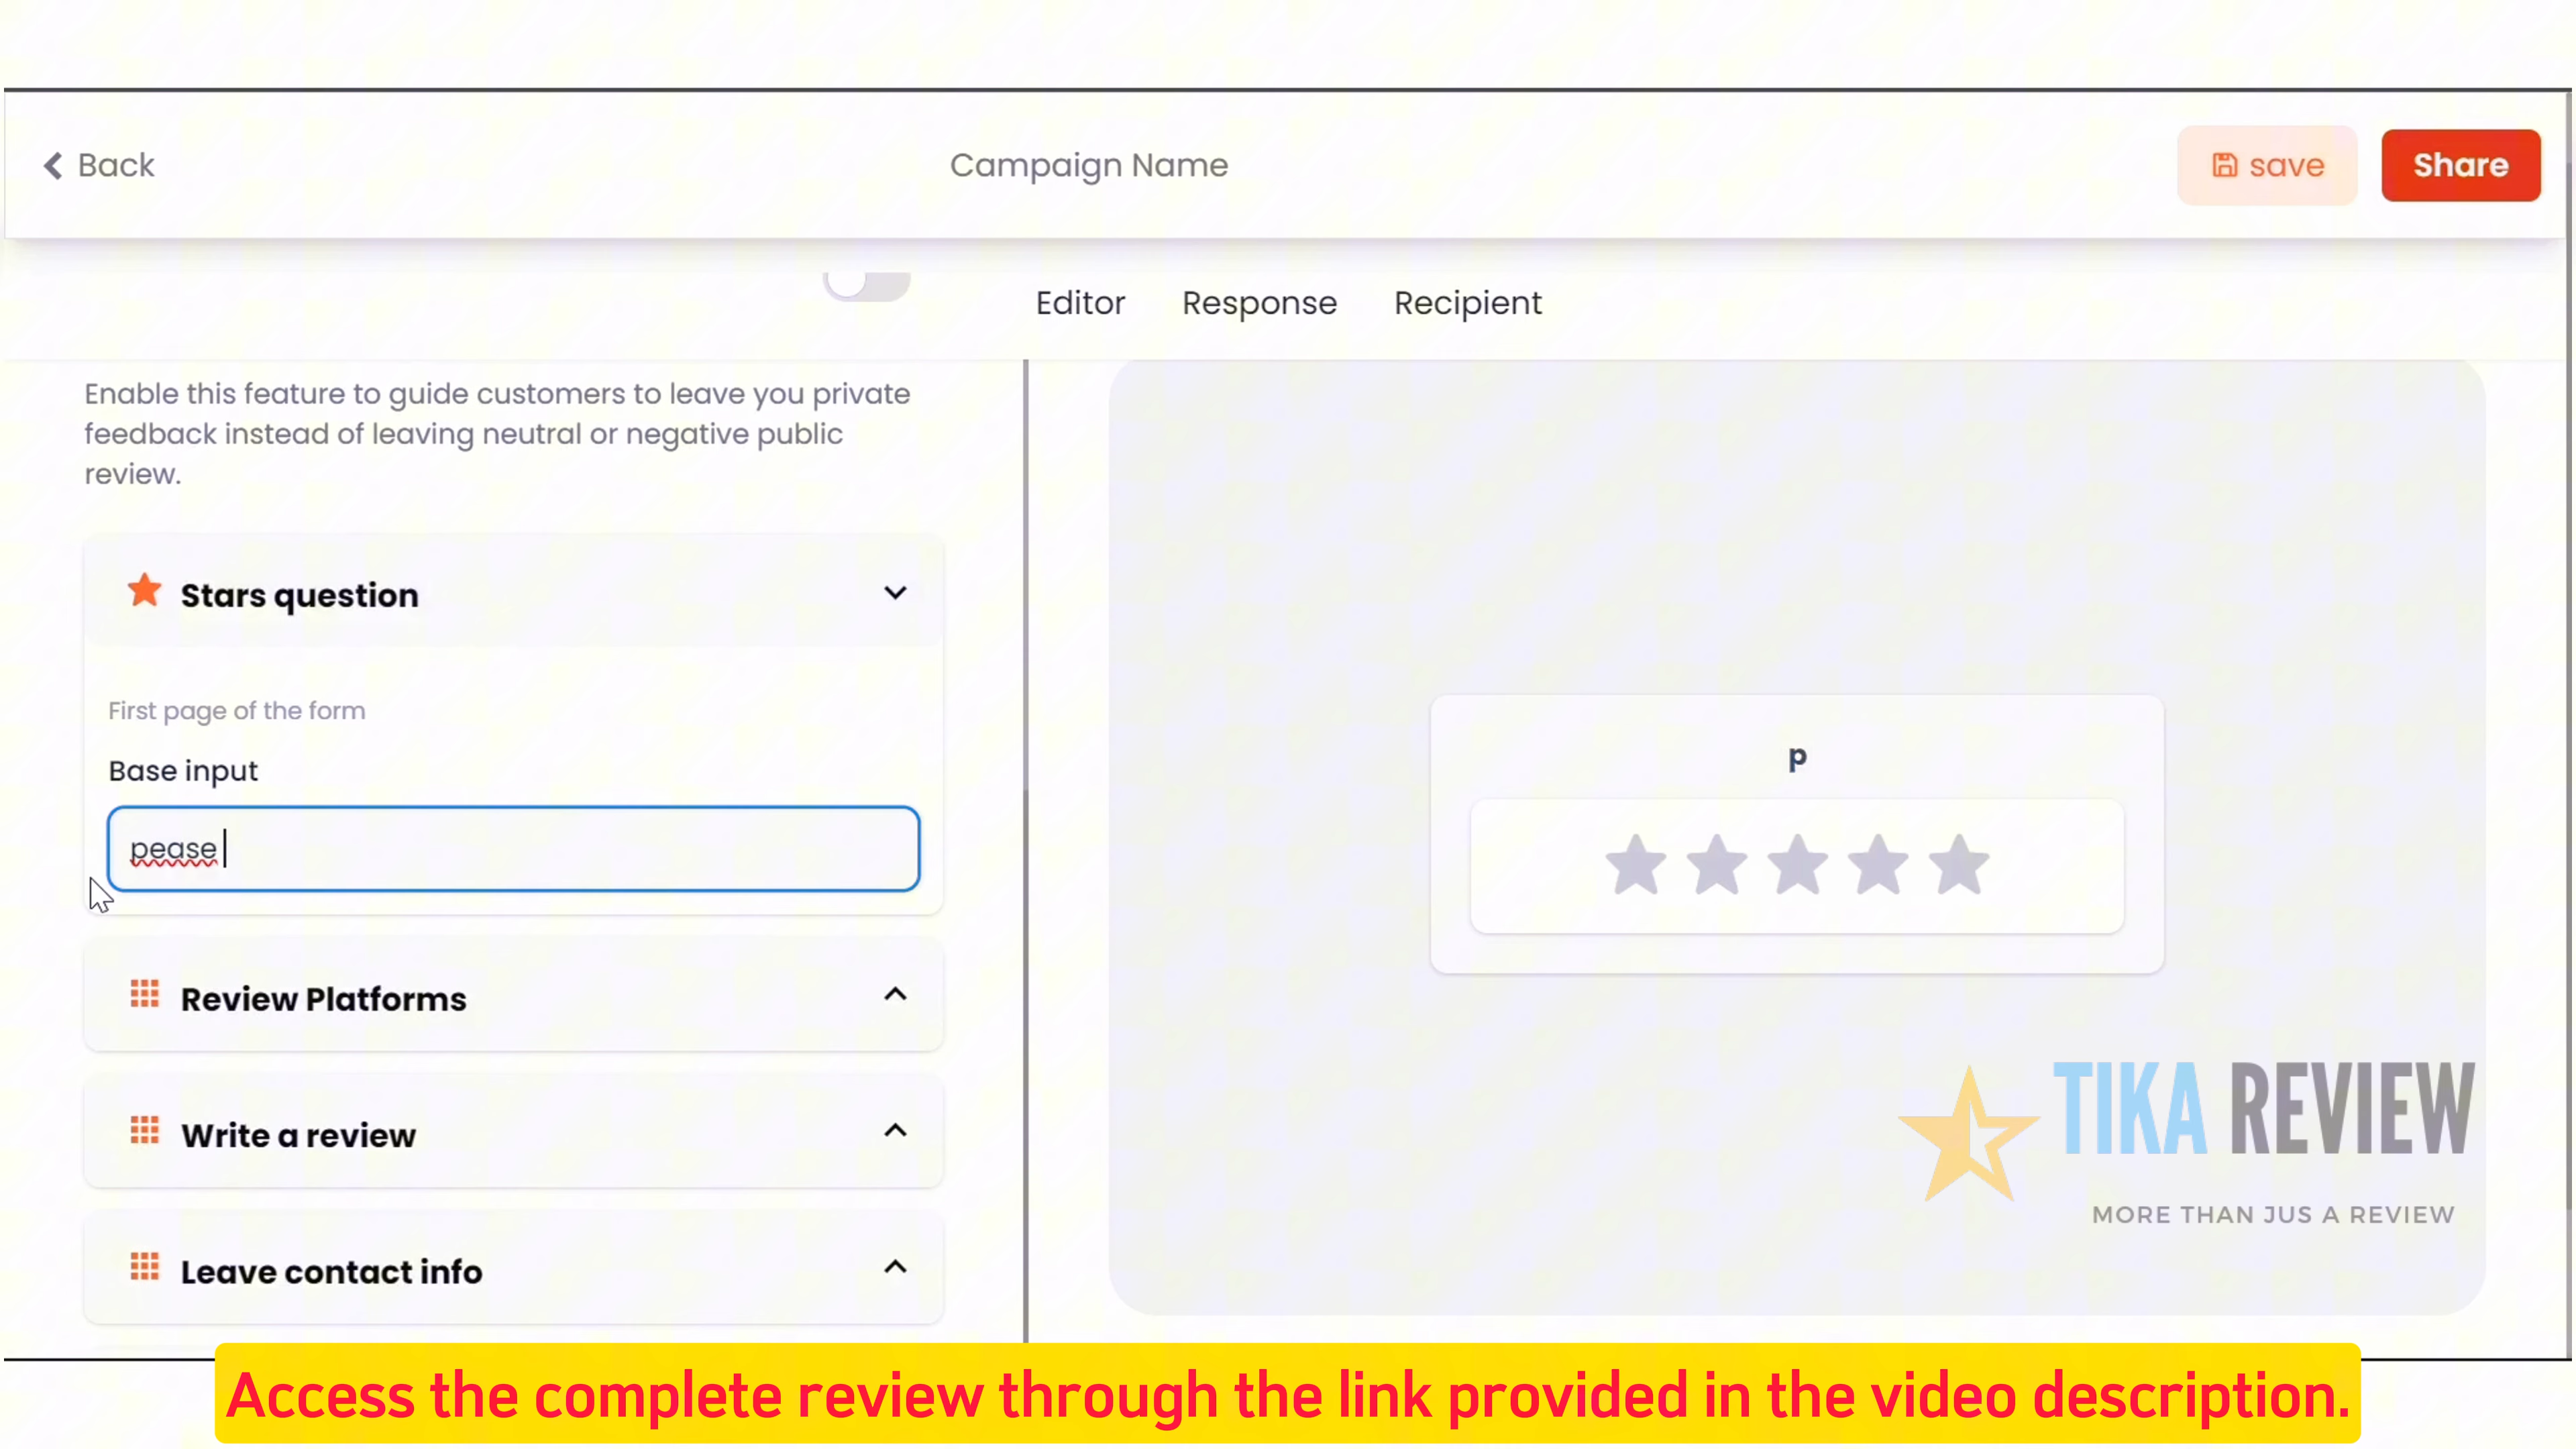 Back
Campaign Name
save
Share
Editor
Response
Recipient
Enable this feature to guide customers to leave you private
feedback instead of leaving neutral or negative public
review.
Stars question
First page of the form
Base input
pease
Review Platforms
Write a review
Leave contact info
p
TIKA REVIEW
MORE THAN JUS A REVIEW
Access the complete review through the link provided in the video description.